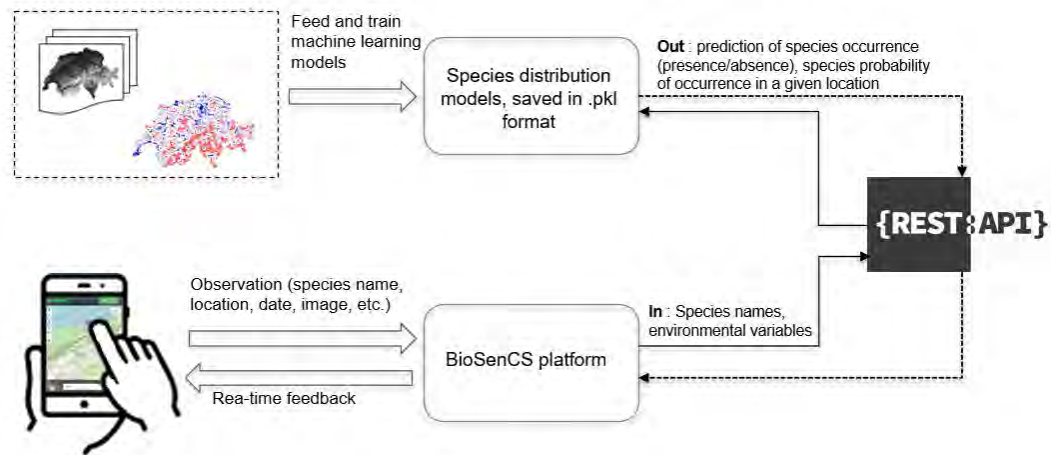 Feed and train
machine learning
models
Species distribution
models, saved in .pkl
format
Out : prediction of species occurrence
(presence/absence), species probability
of occurrence in a given location
{REST:API}
Observation (species name,
location, date, image, etc.)
BioSenCS platform
In : Species names,
environmental variables
Rea-time feedback